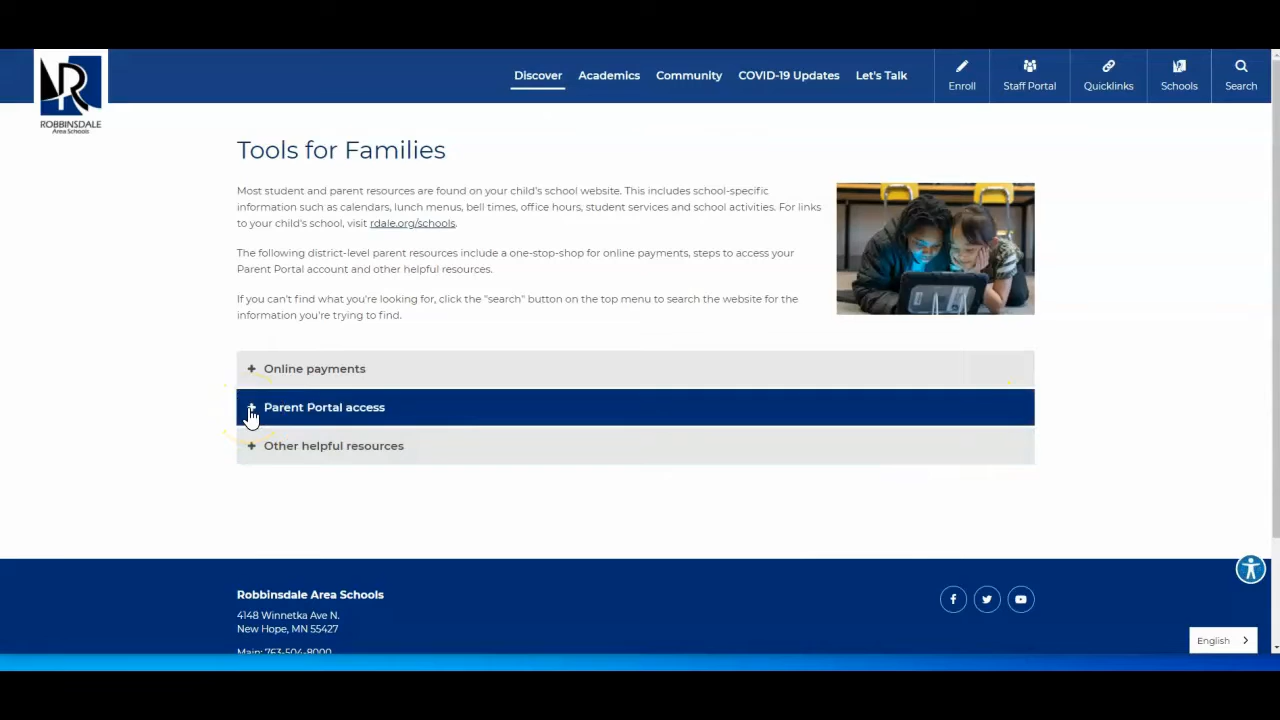 Discover Academics Community COVID-19 Updates Let's Talk Enroll Staff Portal Quicklinks Schools Search
ROBBINSDALE
Area Schools
Tools for Families
Most student and parent resources are found on your child's school website. This includes school-specific
information such as calendars, lunch menus, bell times, office hours, student services and school activities. For links
to your child's school, visit rdale.org/schools.
The following district-level parent resources include a one-stop-shop for online payments, steps to access your
Parent Portal account and other helpful resources.
If you can't find what you're looking for, click the "search" button on the top menu to search the website for the
information you're trying to find.
+ Online payments
+ Parent Portal access
+ Other helpful resources
Robbinsdale Area Schools
4148 Winnetka Ave N.
New Hope, MN 55427
Main: 763-504-8000
English